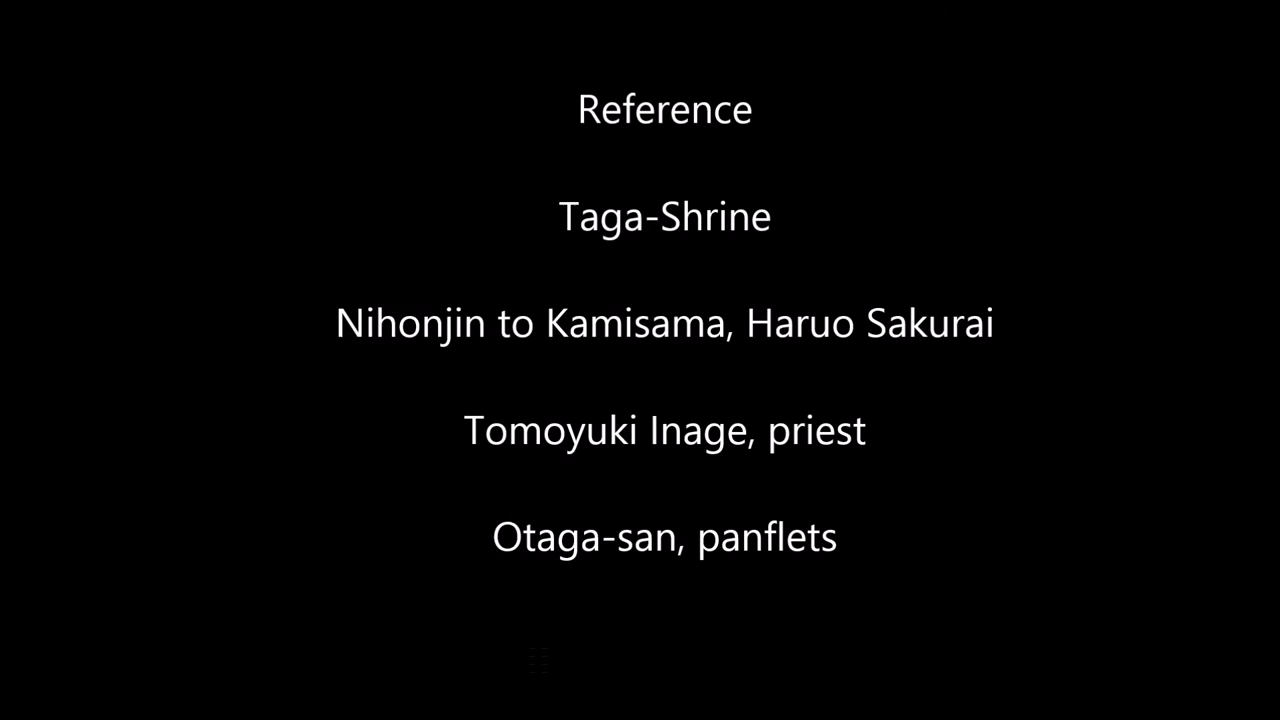 Reference
Taga-Shrine
Nihonjin to Kamisama, Haruo Sakurai
Tomoyuki Inage, priest
Otaga-san, panflets